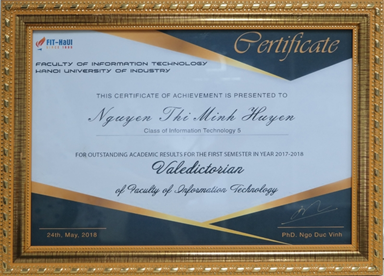 FIT-HaUI
SINCE 1999
Certificate
FACULTY OF INFORMATION TECHNOLOGY
HANOI UNIVERSITY OF INDUSTRY
THIS CERTIFICATE OF ACHIEVEMENT IS PRESENTED TO
Nguyen Thi Minh Huyen
Class of Information Technology 5
FOR OUTSTANDING ACADEMIC RESULTS FOR THE FIRST SEMESTER IN YEAR 2017-2018
Valedictorian
of Faculty of Information Technology
24th, May, 2018
PhD. Ngo Duc Vinh